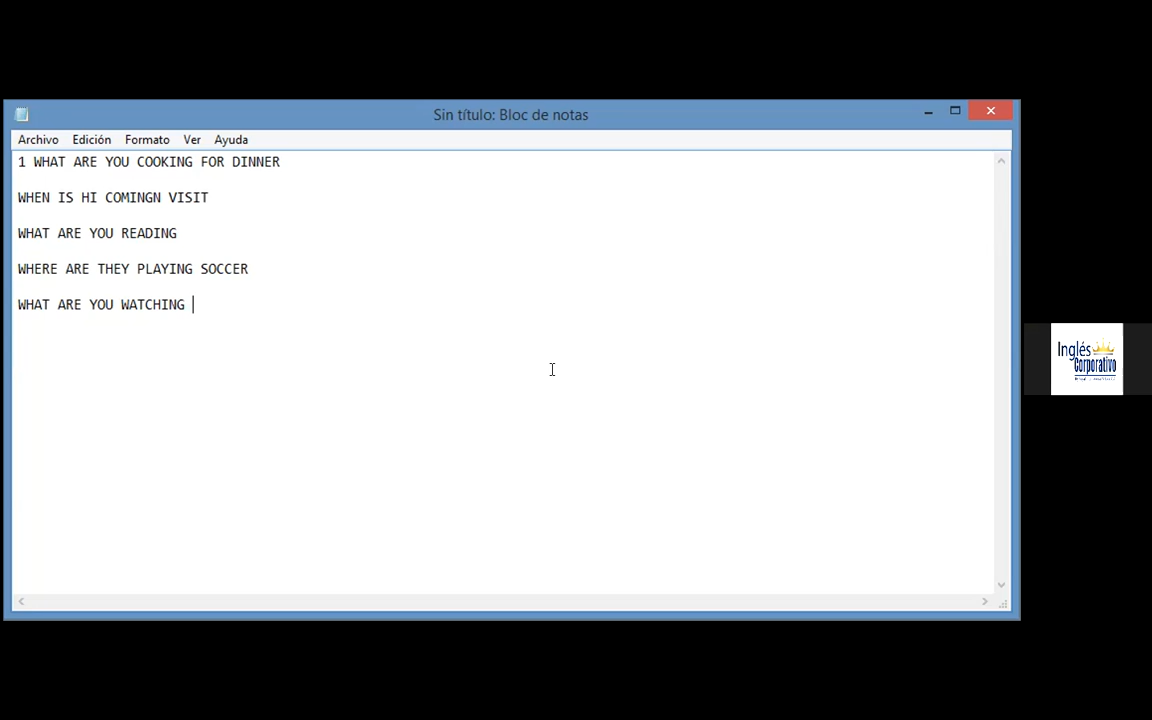 Sin título: Bloc de notas
Archivo Edición Formato Ver Ayuda
1 WHAT ARE YOU COOKING FOR DINNER
WHEN IS HI COMINGN VISIT
WHAT ARE YOU READING
WHERE ARE THEY PLAYING SOCCER
WHAT ARE YOU WATCHING
Inglés
Corporativo